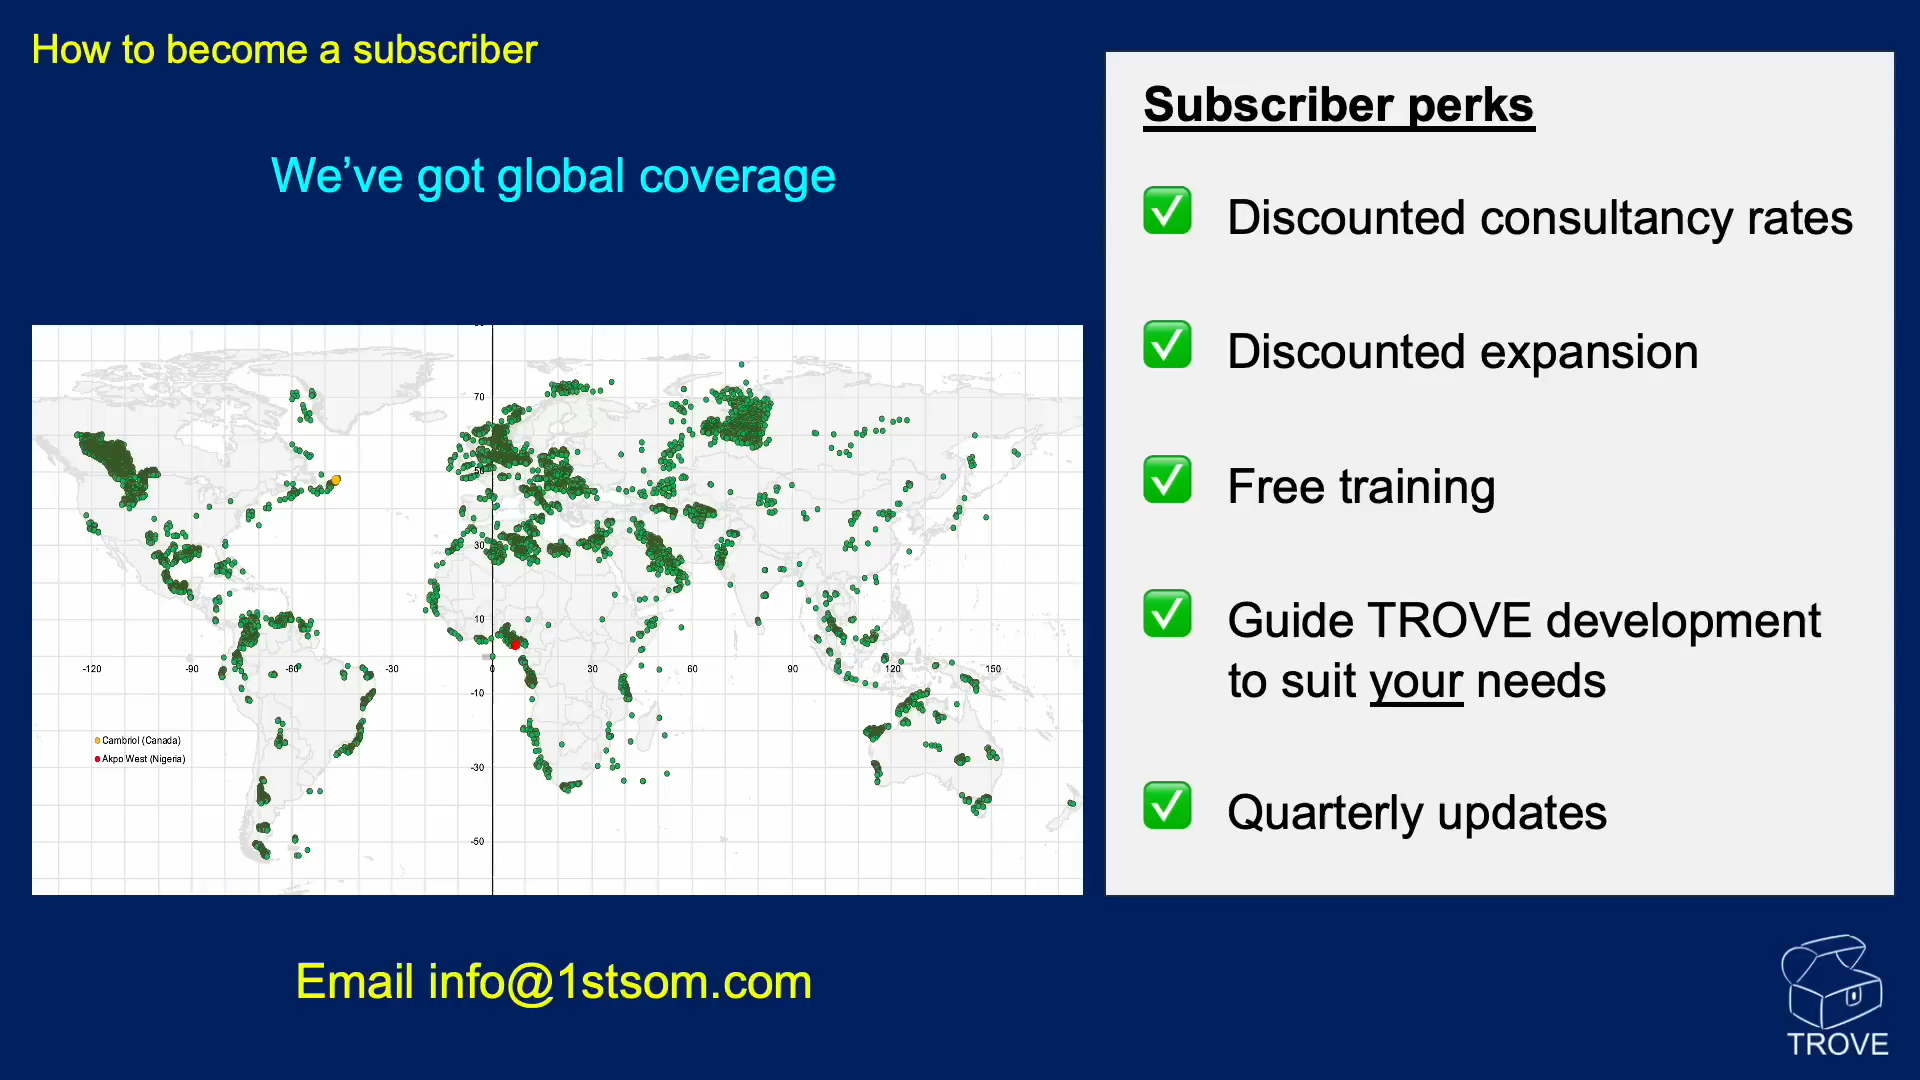 How to become a subscriber
We’ve got global coverage
70
50
30
10
-120
-90
-60
-30
0
30
60
90
120
150
-10
-30
-50
Cambriol (Canada)
Akpo West (Nigeria)
Email info@1stsom.com
Subscriber perks
✅ Discounted consultancy rates
✅ Discounted expansion
✅ Free training
✅ Guide TROVE development
to suit your needs
✅ Quarterly updates
TROVE